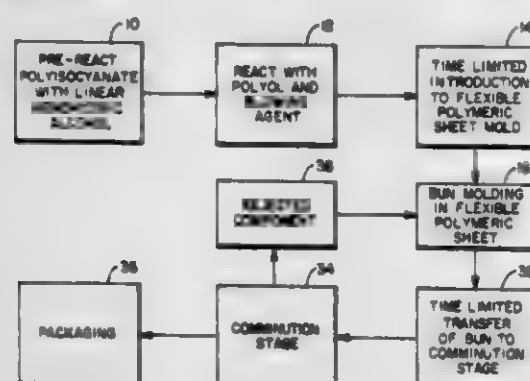 10
PRE-REACT
POLYISOCYANATE
WITH LINEAR
12
REACT WITH
POLYOL AND
AGENT
14
TIME LIMITED
INTRODUCTION
TO FLEXIBLE
POLYMERIC
SHEET MOLD
38
16
BUN MOLDING
IN FLEXIBLE
POLYMERIC
SHEET
36
PACKAGING
34
COMMINUTION
STAGE
TIME LIMITED
TRANSFER
OF BUN TO
COMMINUTION
STAGE